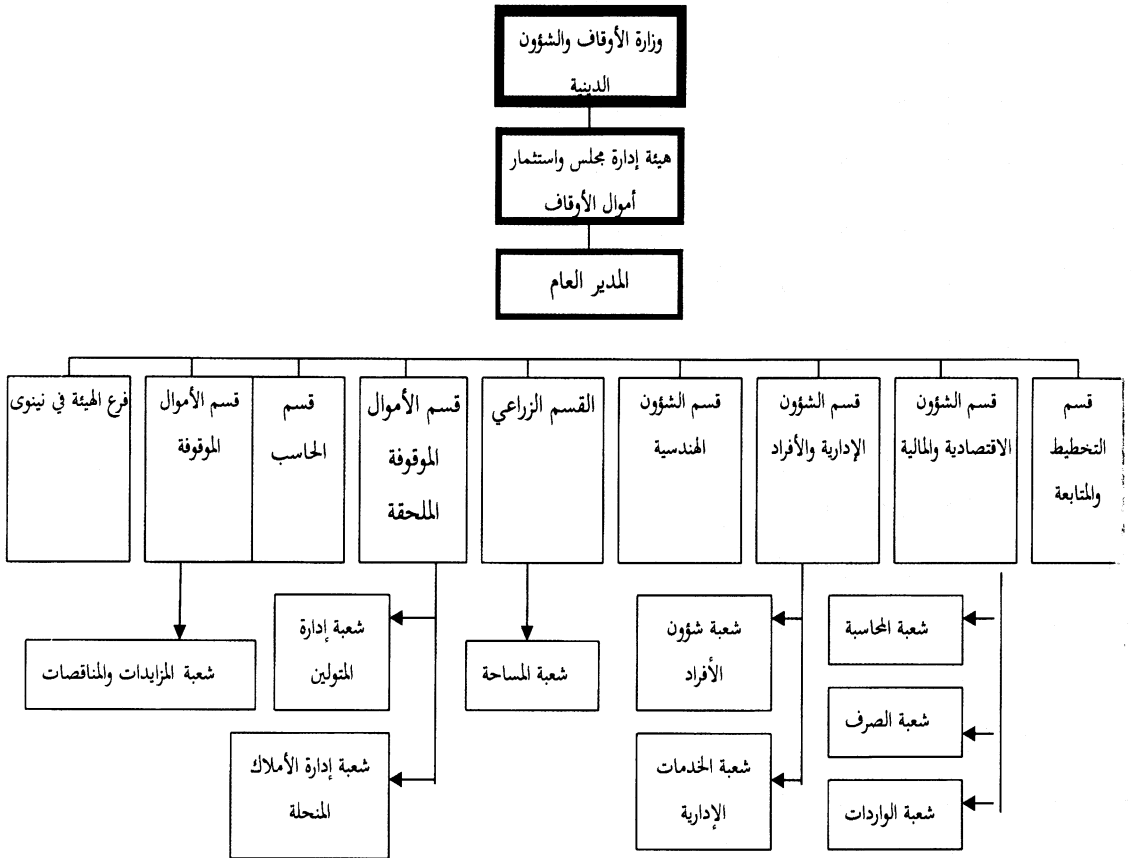 وزارة الأوقاف والشؤون
الدينية
هيئة إدارة مجلس واستثمار
أموال الأوقاف
المدير العام
قسم
التخطيط
والمتابعة
قسم الشؤون
الاقتصادية والمالية
قسم الشؤون
الإدارية والأفراد
قسم الشؤون
الهندسية
القسم الزراعي
قسم الأموال
الموقوفة
الملحقة
قسم
الحاسب
قسم الأموال
الموقوفة
فرع الهيئة في نينوى
شعبة المحاسبة
شعبة الصرف
شعبة الواردات
شعبة شؤون
الأفراد
شعبة الخدمات
الإدارية
شعبة المساحة
شعبة إدارة
المتولين
شعبة إدارة الأملاك
المنحلة
شعبة المزايدات والمناقصات